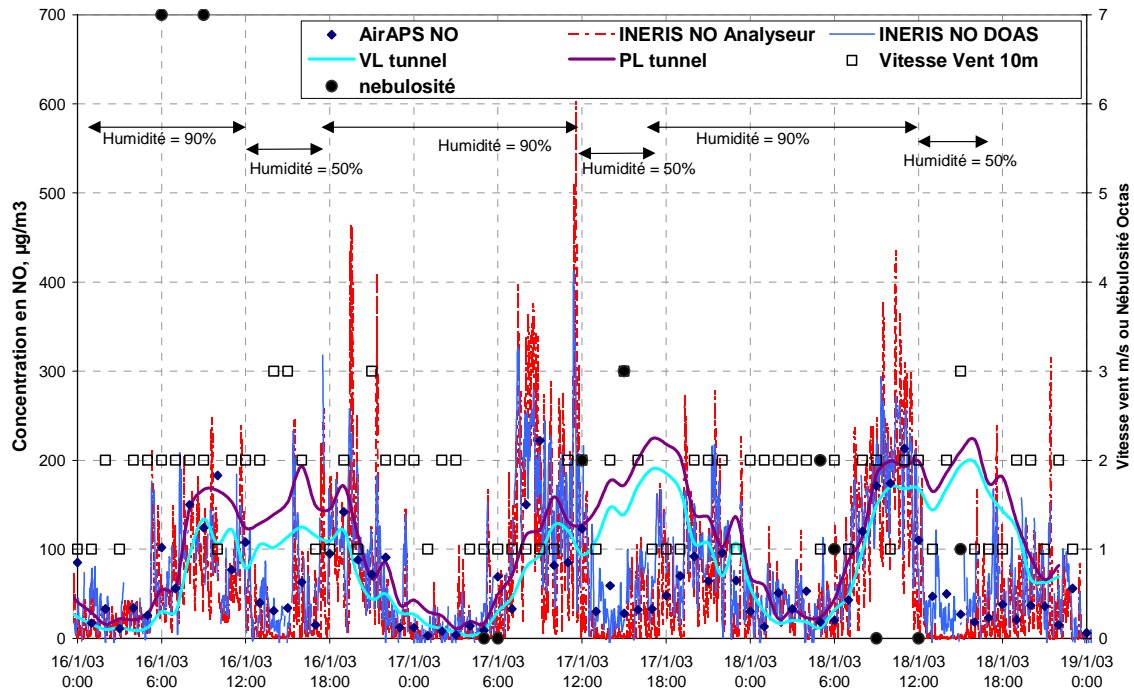 AirAPS NO INERIS NO Analyseur INERIS NO DOAS
VL tunnel PL tunnel Vitesse Vent 10m
nebulosité
Humidité = 90% Humidité = 90% Humidité = 90%
Humidité = 50% Humidité = 50% Humidité = 50%
Concentration en NO, µg/m3
700
600
500
400
300
200
100
0
Vitesse vent m/s ou Nébulosité Octas
7
6
5
4
3
2
1
0
16/1/03 16/1/03 16/1/03 16/1/03 17/1/03 17/1/03 17/1/03 17/1/03 18/1/03 18/1/03 18/1/03 18/1/03 19/1/03
0:00 6:00 12:00 18:00 0:00 6:00 12:00 18:00 0:00 6:00 12:00 18:00 0:00